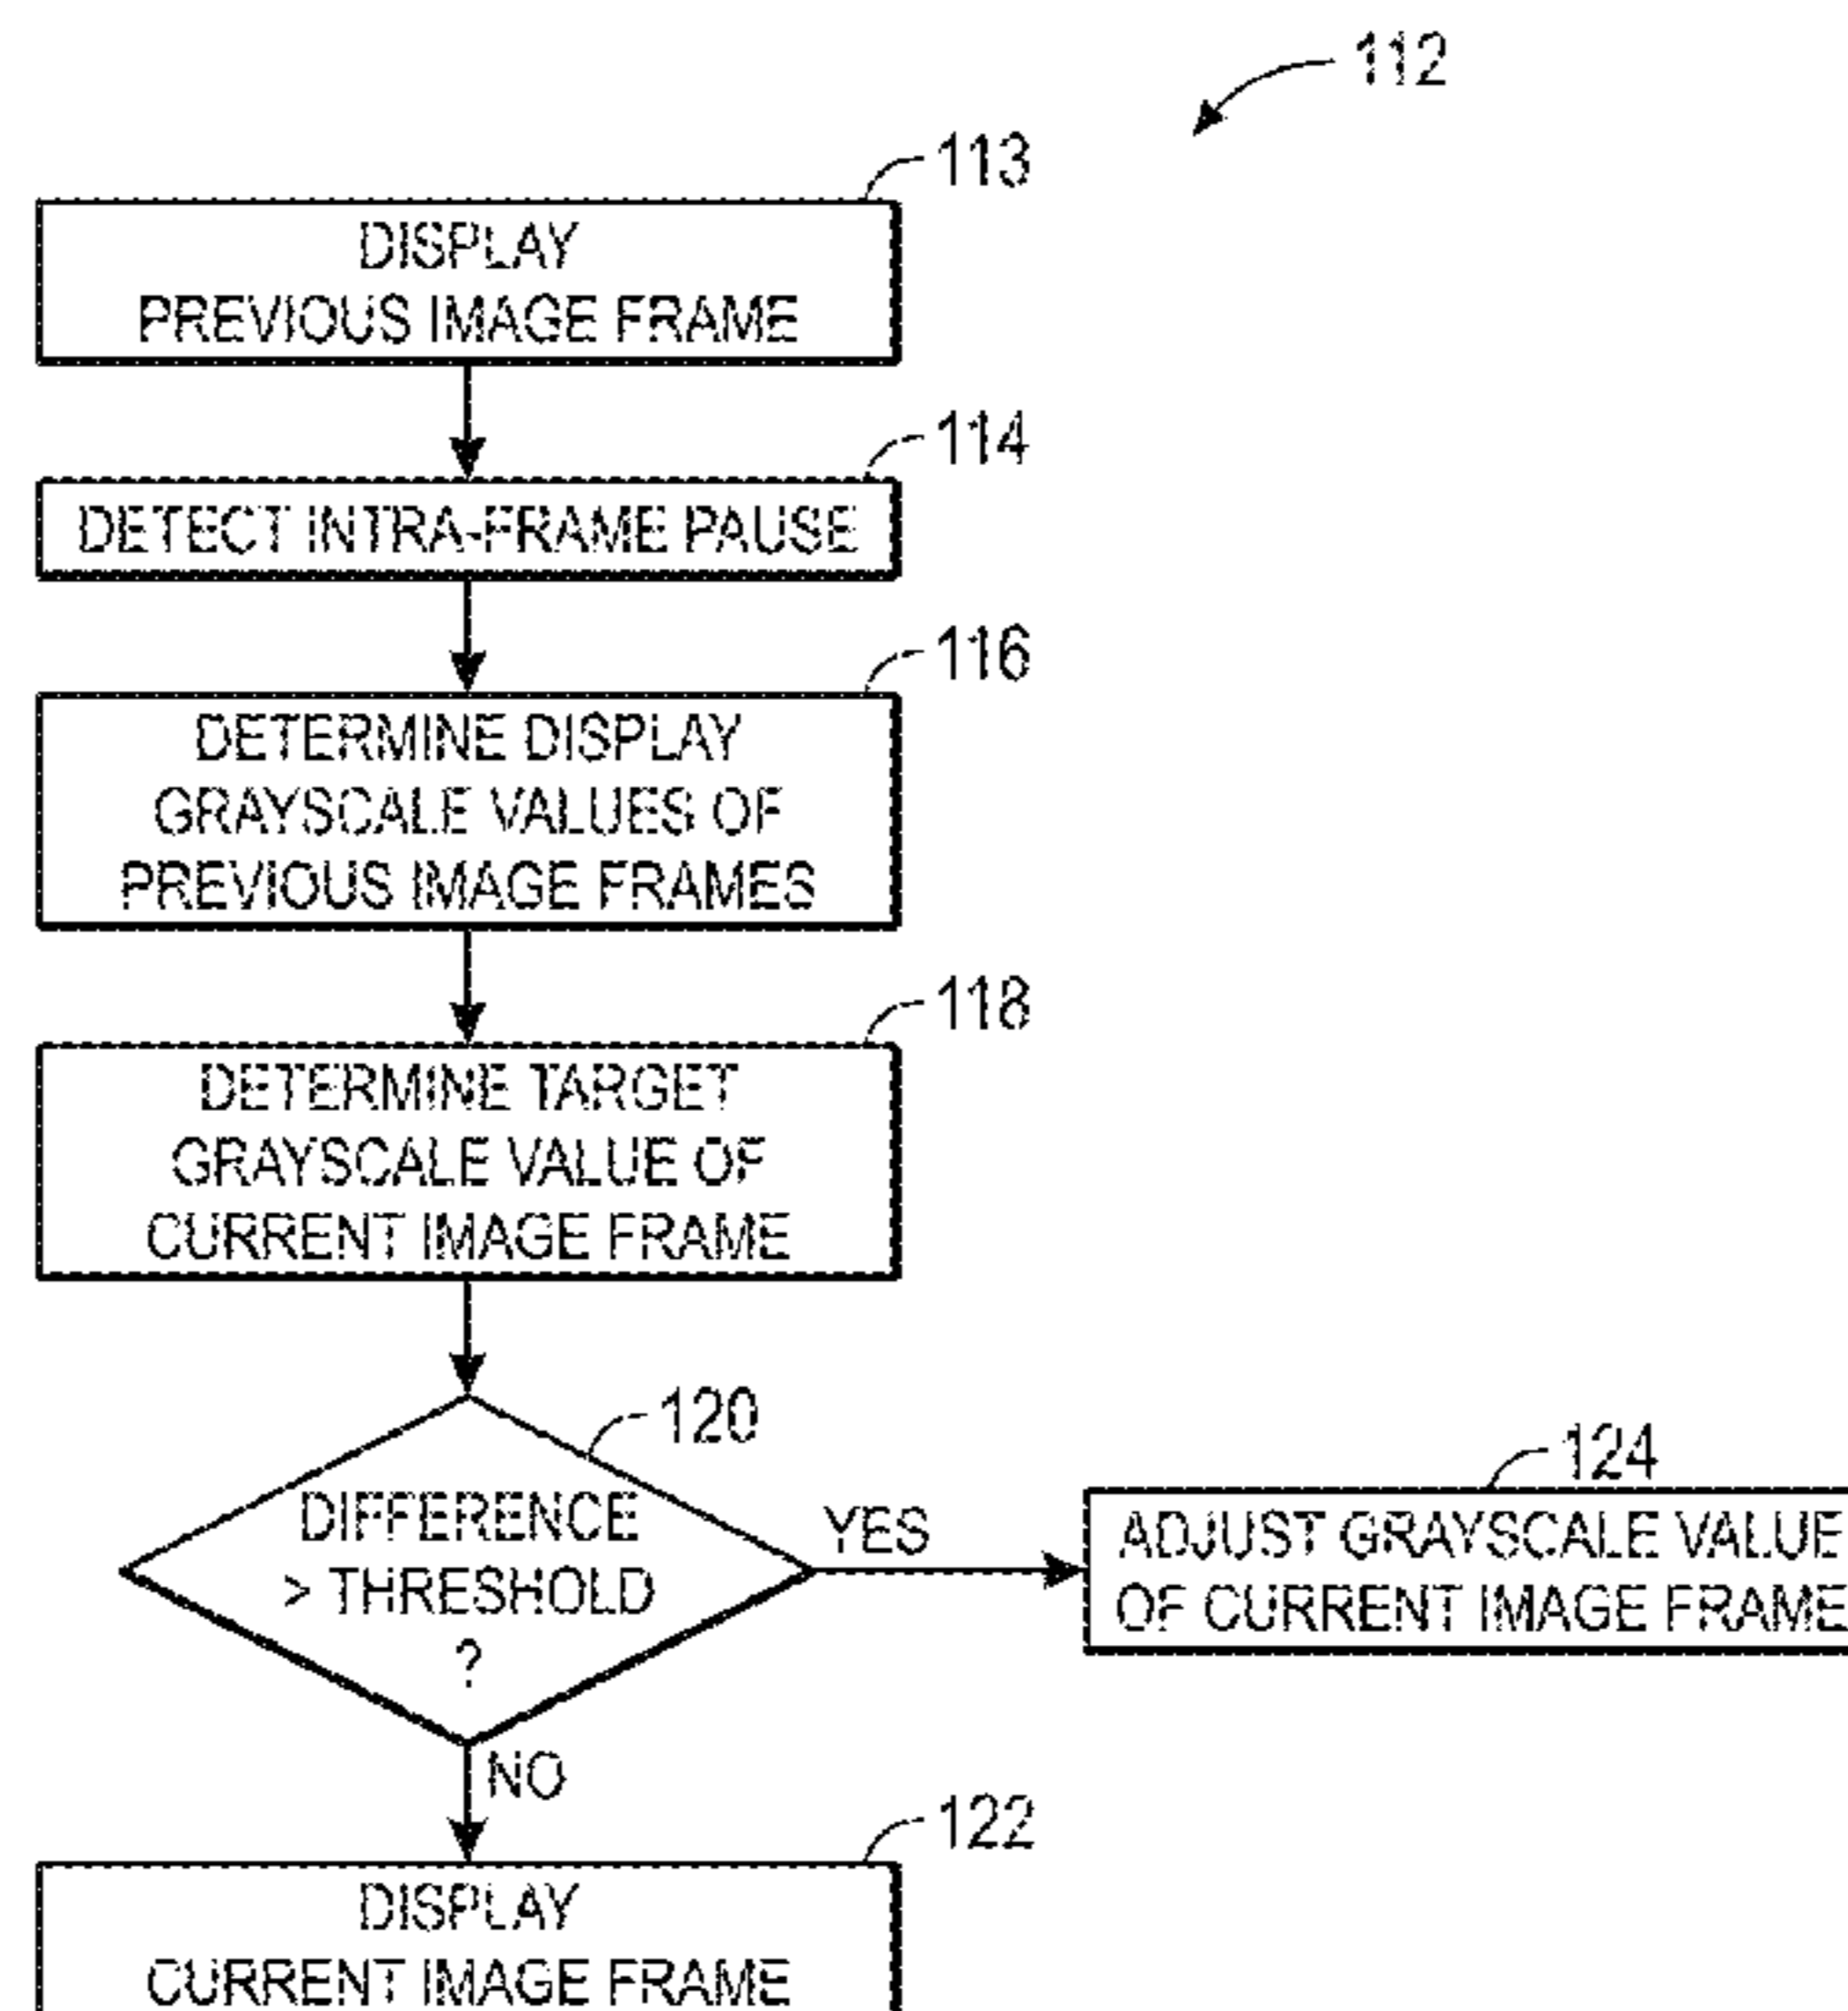 112
113
DISPLAY
PREVIOUS IMAGE FRAME
114
DETECT INTRA-FRAME PAUSE
116
DETERMINE DISPLAY
GRAYSCALE VALUES OF
PREVIOUS IMAGE FRAMES
118
DETERMINE TARGET
GRAYSCALE VALUE OF
CURRENT IMAGE FRAME
120
DIFFERENCE
> THRESHOLD
?
YES
124
ADJUST GRAYSCALE VALUE
OF CURRENT IMAGE FRAME
NO
122
DISPLAY
CURRENT IMAGE FRAME